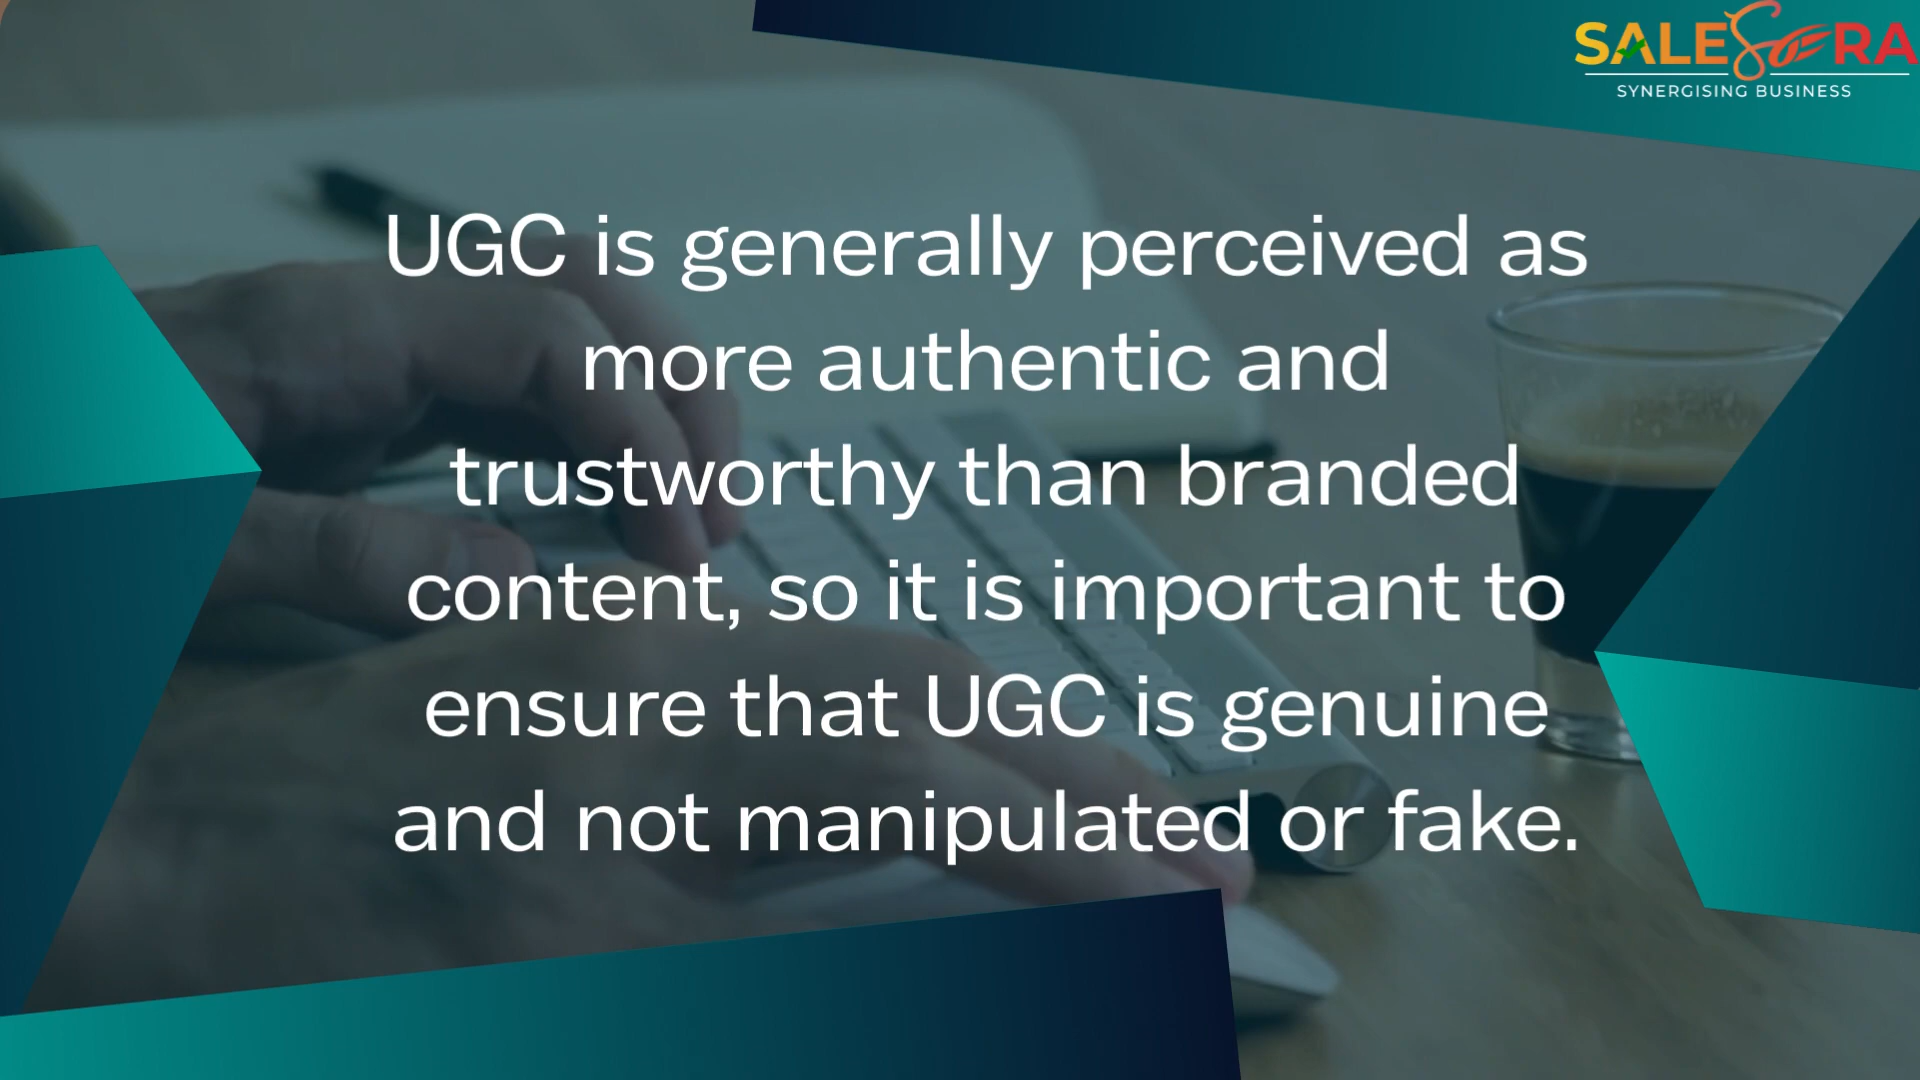 SALESOERA
SYNERGISING BUSINESS
UGC is generally perceived as
more authentic and
trustworthy than branded
content, so it is important to
ensure that UGC is genuine
and not manipulated or fake.